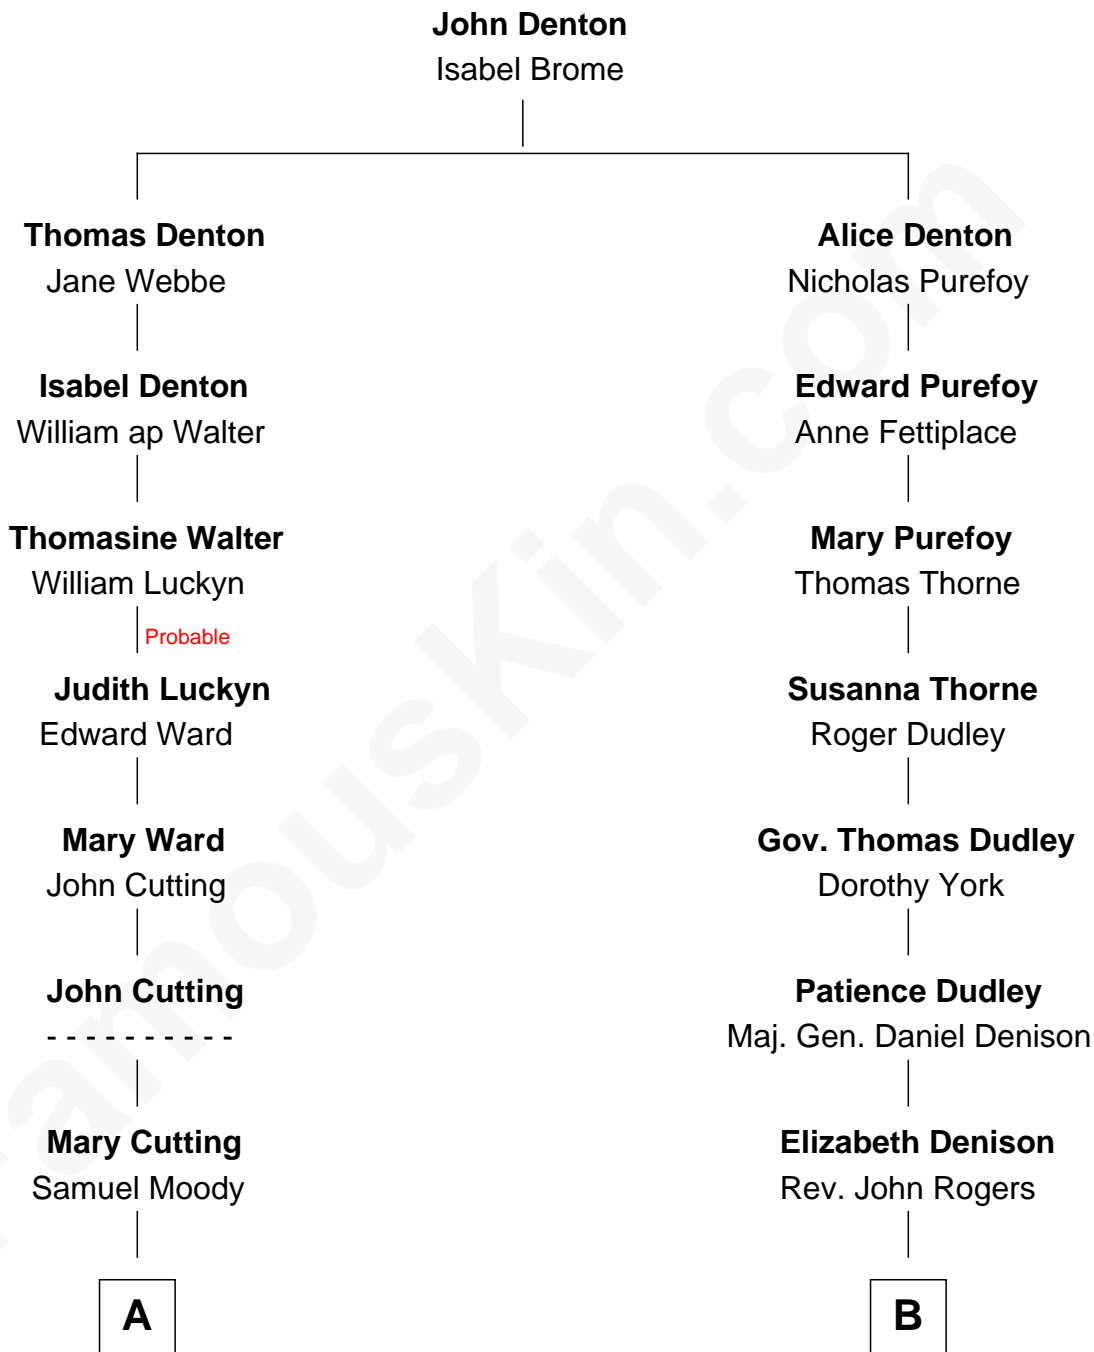 John Denton
Isabel Brome
Thomas Denton
Jane Webbe
Isabel Denton
William ap Walter
Thomasine Walter
William Luckyn
Probable
Judith Luckyn
Edward Ward
Mary Ward
John Cutting
John Cutting
- - - - - - - - - -
Mary Cutting
Samuel Moody
A
Alice Denton
Nicholas Purefoy
Edward Purefoy
Anne Fettiplace
Mary Purefoy
Thomas Thorne
Susanna Thorne
Roger Dudley
Gov. Thomas Dudley
Dorothy York
Patience Dudley
Maj. Gen. Daniel Denison
Elizabeth Denison
Rev. John Rogers
B
FamousKin.com